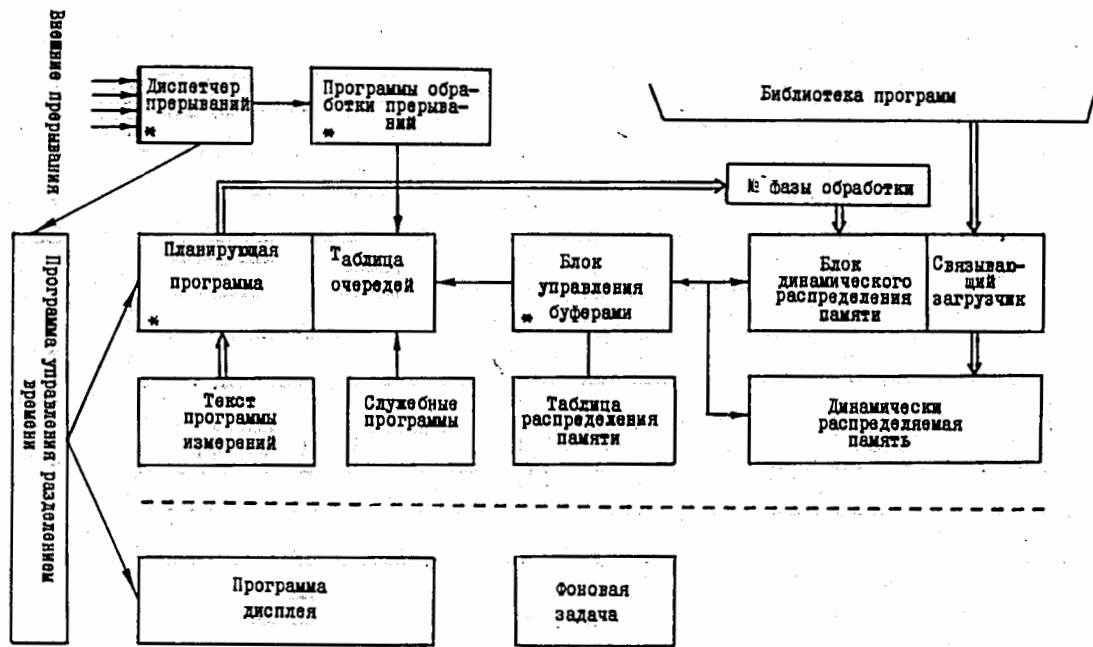 Внешние прерывания
Диспетчер
прерываний
*
Программы обра-
ботки прерыва-
ний
*
Библиотека программ
№ фазы обработки
Программа управления разделением
времени
Планирующая
программа
*
Таблица
очередей
Блок
управления
буферами
*
Блок
динамического
распределения
памяти
Связываю-
щий
загрузчик
Текст
программы
измерений
Служебные
программы
Таблица
распределения
памяти
Динамически
распределяемая
память
Программа
дисплея
Фоновая
задача